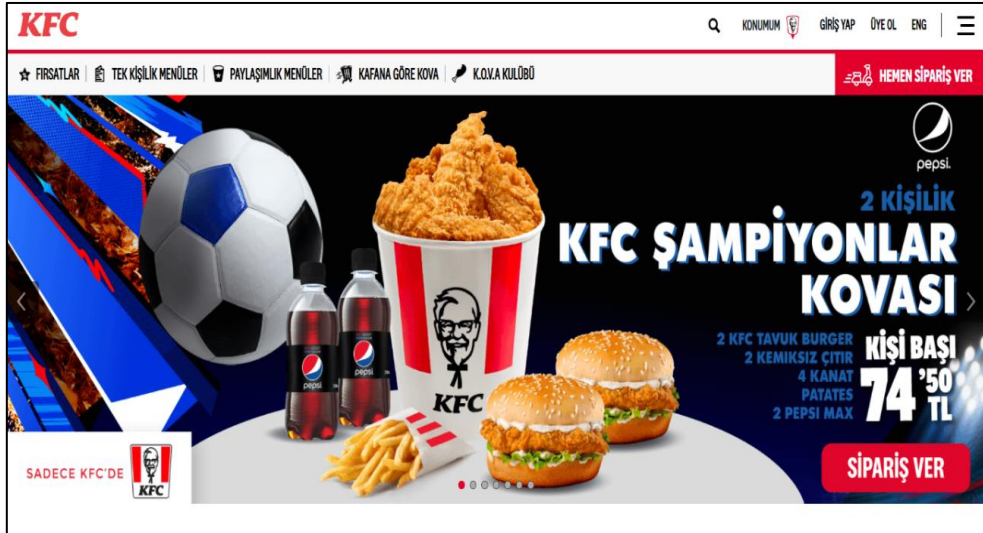 KFC
KONUMUM
GİRİŞ YAP
ÜYE OL
ENG
FIRSATLAR
TEK KİŞİLİK MENÜLER
PAYLAŞIMLIK MENÜLER
KAFANA GÖRE KOVA
K.O.V.A KULÜBÜ
HEMEN SİPARİŞ VER
pepsi.
2 KİŞİLİK
KFC ŞAMPİYONLAR
KOVASI
2 KFC TAVUK BURGER
2 KEMIKSIZ ÇITIR
4 KANAT
PATATES
2 PEPSI MAX
KİŞİ BAŞI
74'50
TL
pepsi.
pepsi.
KFC
SADECE KFC'DE
KFC
SİPARİŞ VER